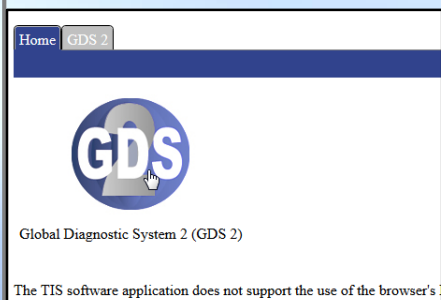 Home GDS 2
2
GDS
Global Diagnostic System 2 (GDS 2)
The TIS software application does not support the use of the browser's